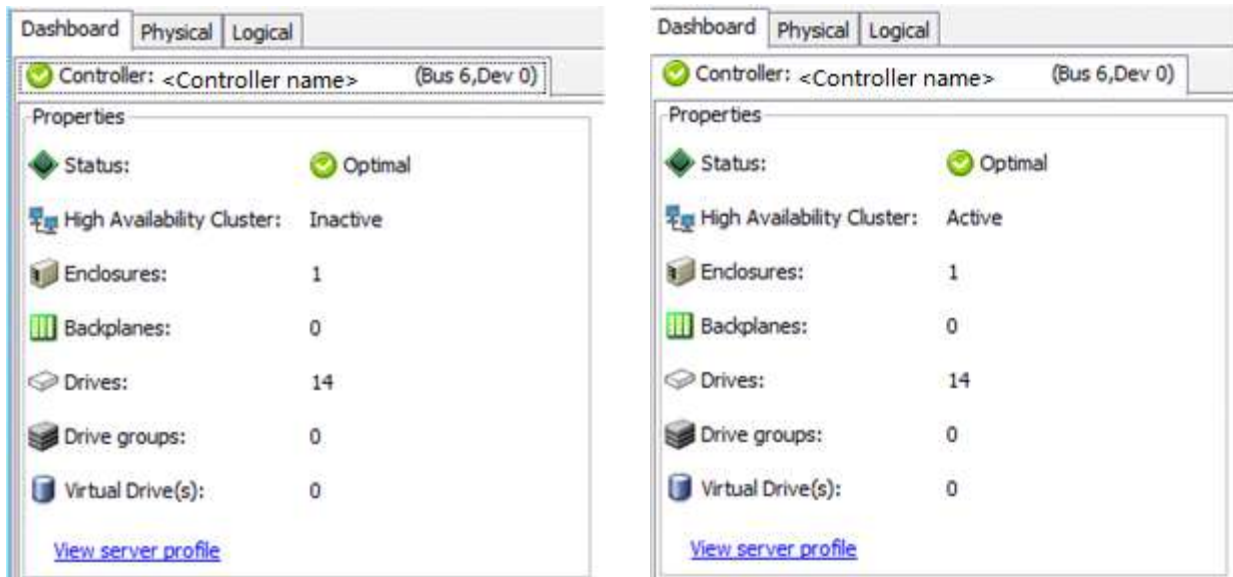 Dashboard Physical Logical
Controller: <Controller name> (Bus 6,Dev 0)
Properties
Status: Optimal
High Availability Cluster: Inactive
Enclosures: 1
Backplanes: 0
Drives: 14
Drive groups: 0
Virtual Drive(s): 0
View server profile
Dashboard Physical Logical
Controller: <Controller name> (Bus 6,Dev 0)
Properties
Status: Optimal
High Availability Cluster: Active
Enclosures: 1
Backplanes: 0
Drives: 14
Drive groups: 0
Virtual Drive(s): 0
View server profile